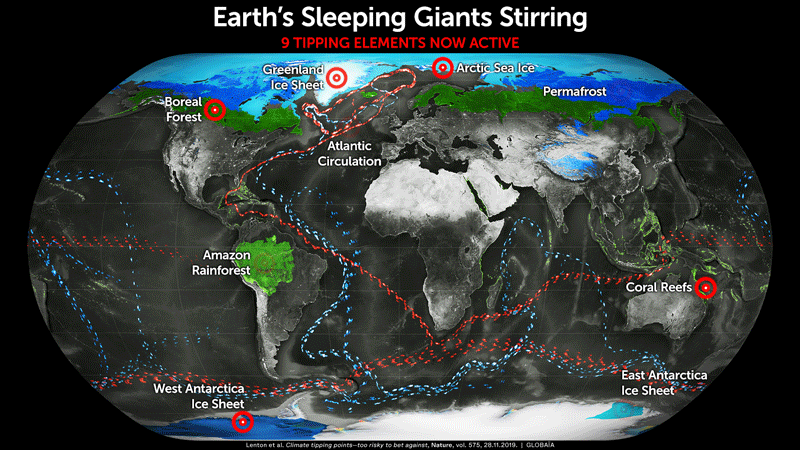 Earth's Sleeping Giants Stirring
9 TIPPING ELEMENTS NOW ACTIVE
Greenland
Ice Sheet
Arctic Sea Ice
Boreal
Forest
Permafrost
Atlantic
Circulation
Amazon
Rainforest
Coral Reefs
West Antarctica
Ice Sheet
East Antarctica
Ice Sheet
Lenton et al. Climate tipping points—too risky to bet against, Nature, vol. 575, 28.11.2019. | GLOBAÏA